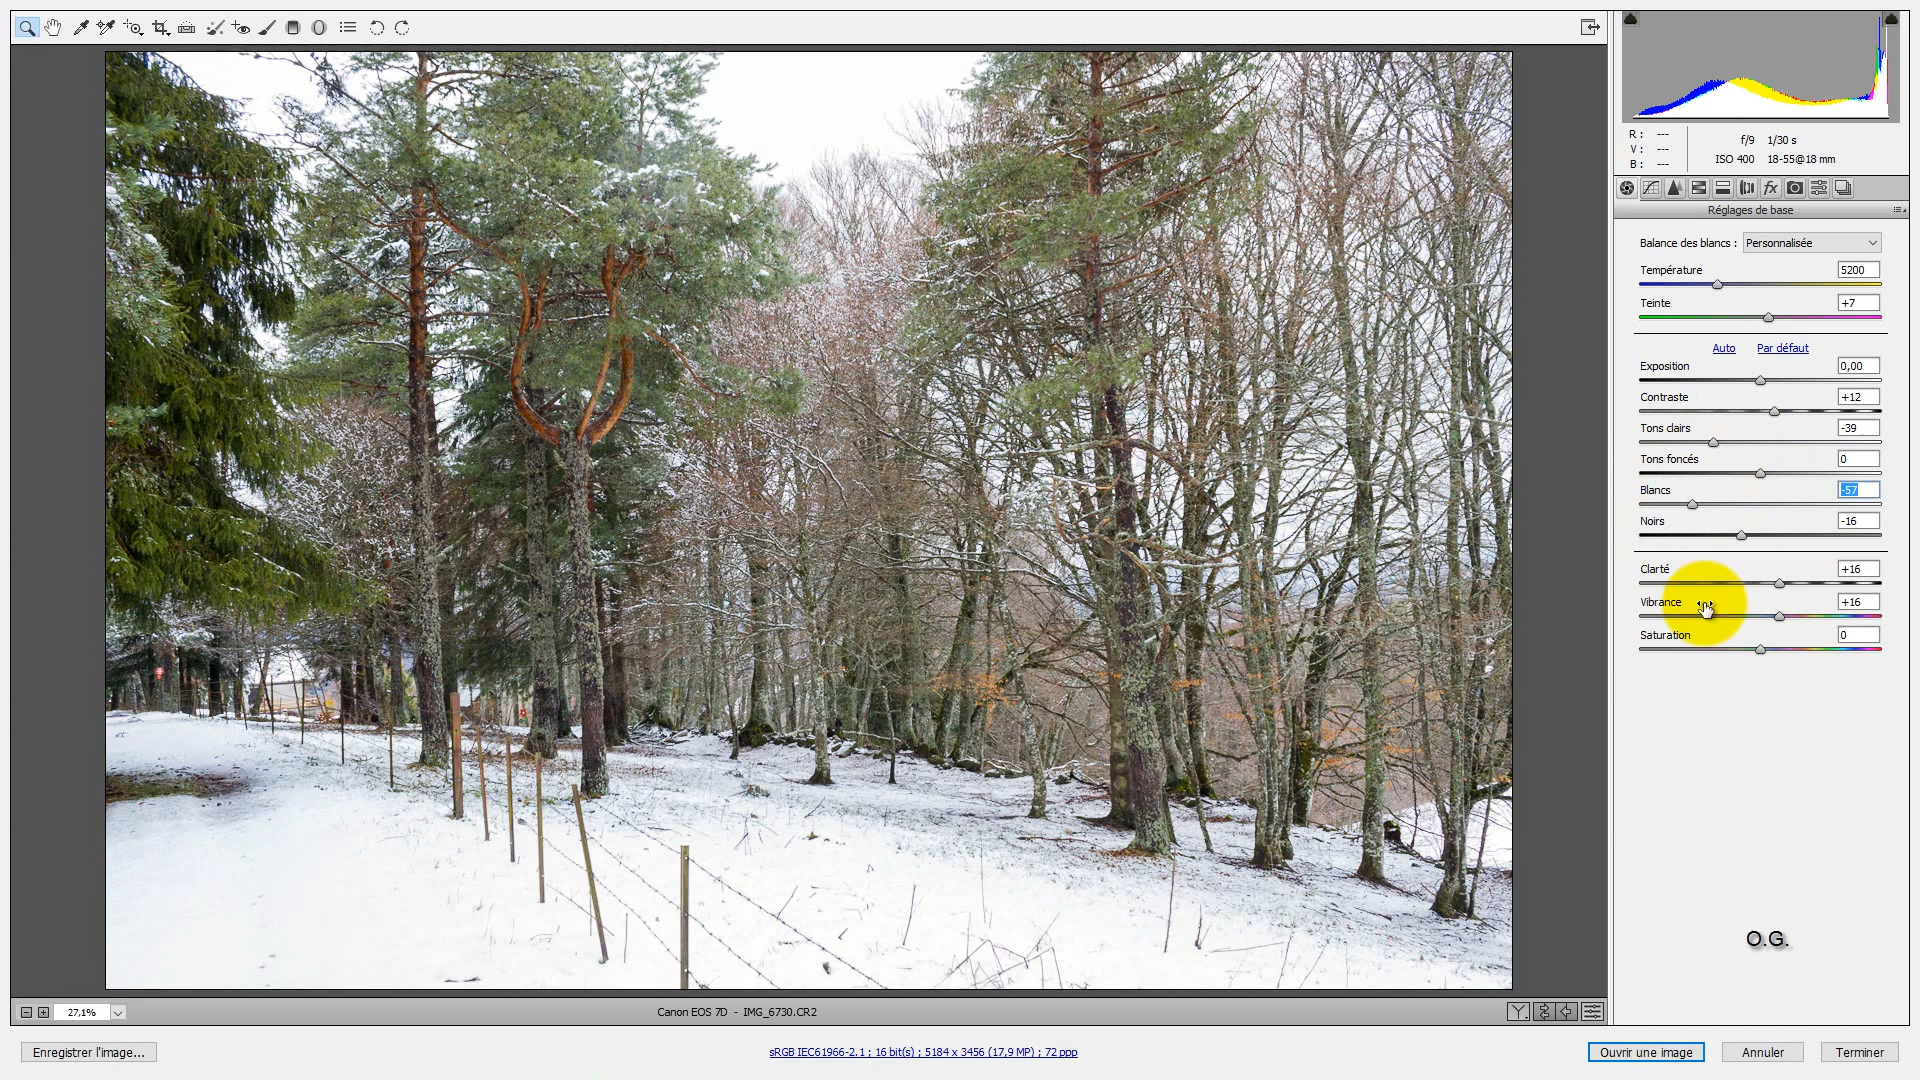 R : ---
V : ---
B : ---
f/9 1/30 s
ISO 400 18-55@18 mm
fx
Réglages de base
Balance des blancs : Personnalisée
Température 5200
Teinte +7
Auto Par défaut
Exposition 0,00
Contraste +12
Tons clairs -39
Tons foncés 0
Blancs -57
Noirs -16
Clarté +16
Vibrance +16
Saturation 0
O.G.
27,1%
Canon EOS 7D - IMG_6730.CR2
Y
Enregistrer l'image...
sRGB IEC61966-2.1 ; 16 bit(s) ; 5184 x 3456 (17,9 MP) ; 72 ppp
Ouvrir une image
Annuler
Terminer